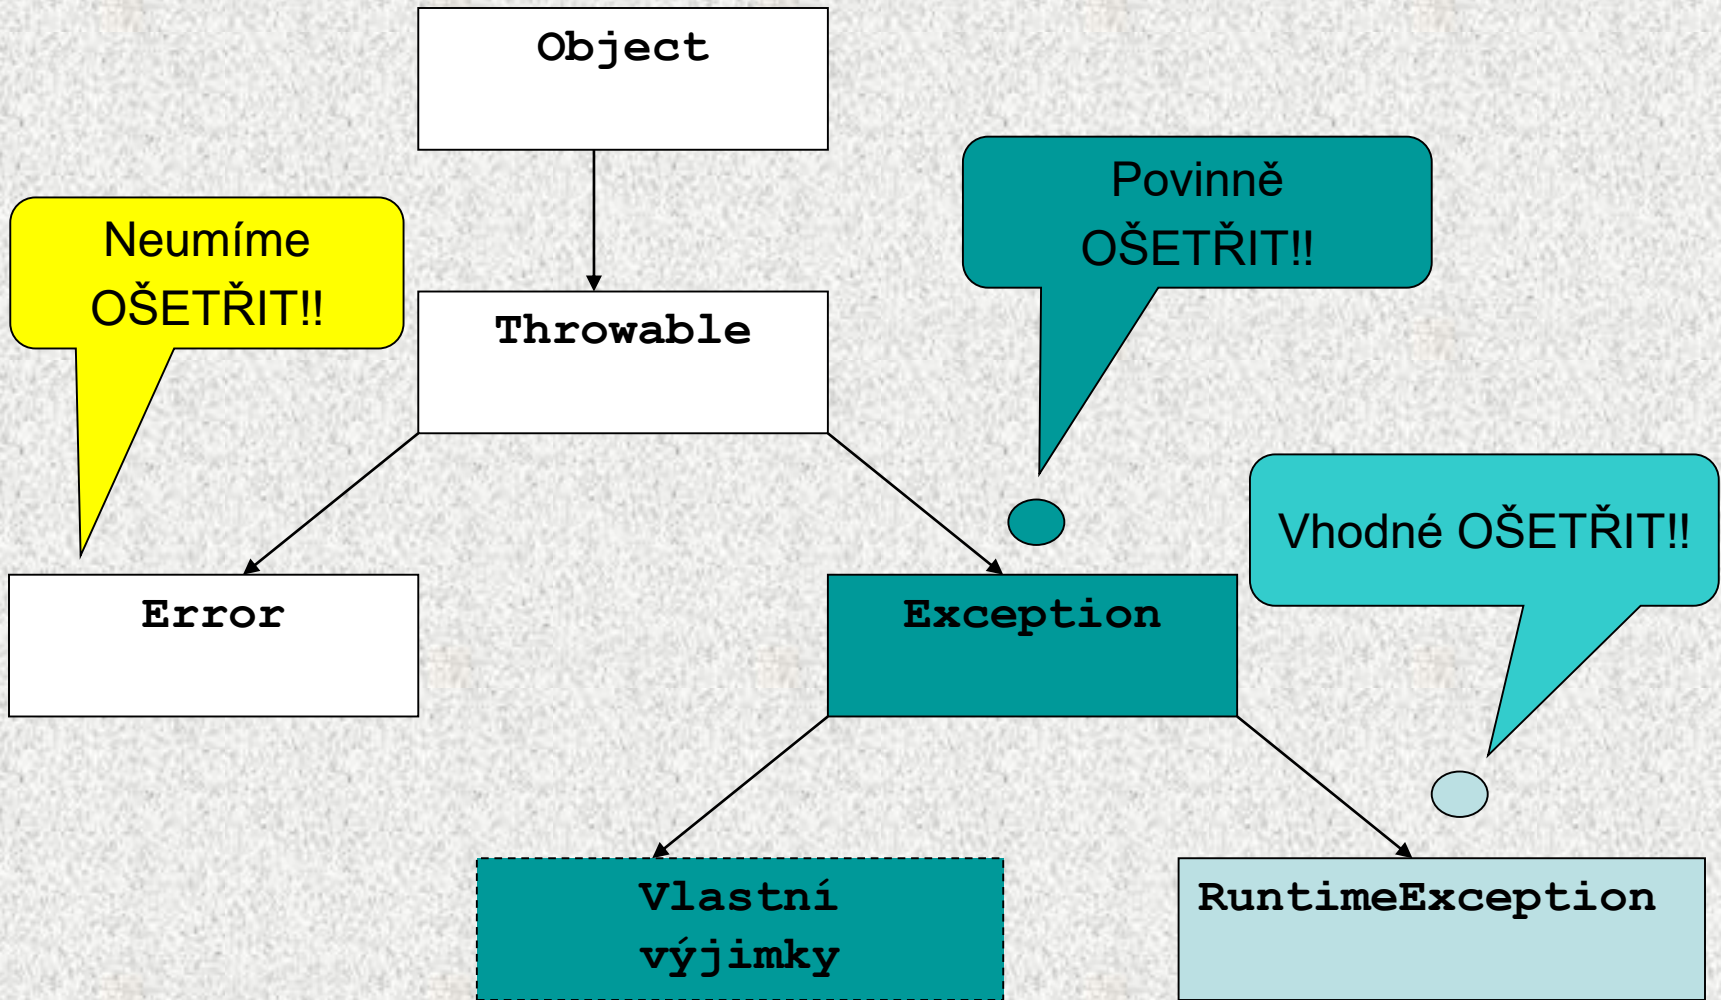 Object
Povinně
OŠETŘIT!!
Neumíme
OŠETŘIT!!
Throwable
Vhodné OŠETŘIT!!
Error
Exception
Vlastní
výjimky
RuntimeException